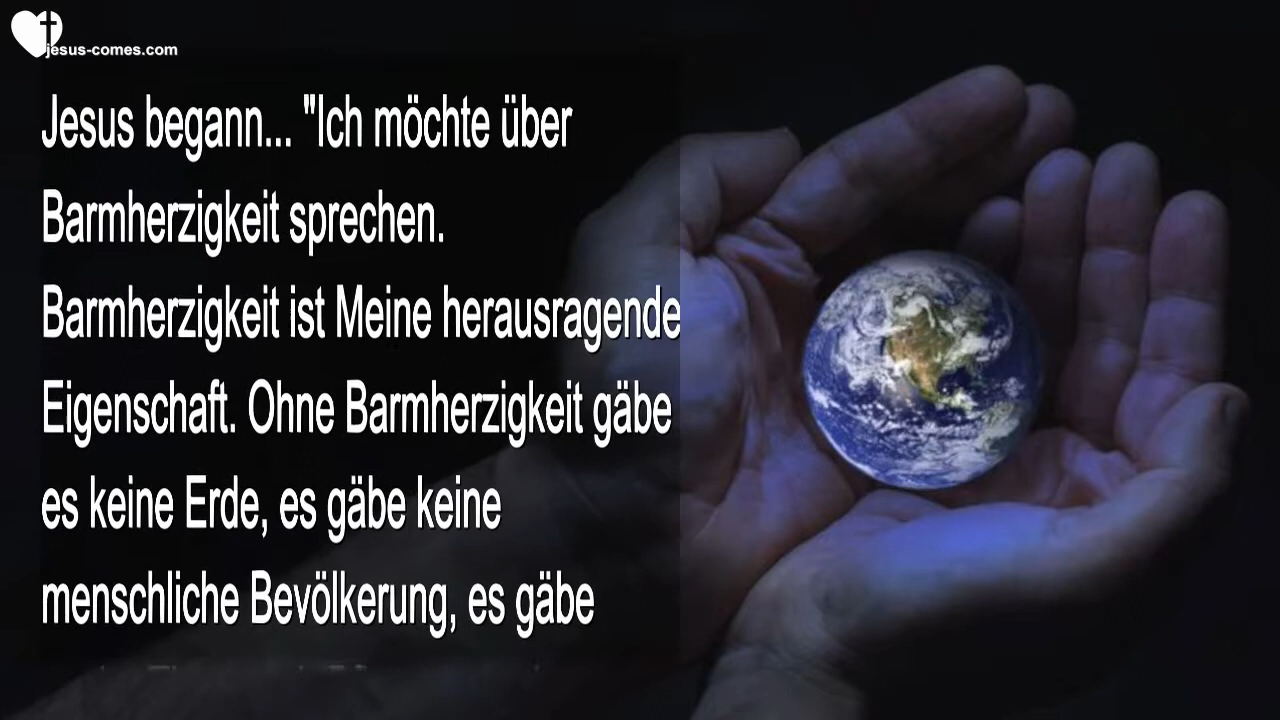 jesus-comes.com
Jesus begann... "Ich möchte über
Barmherzigkeit sprechen.
Barmherzigkeit ist Meine herausragende
Eigenschaft. Ohne Barmherzigkeit gäbe
es keine Erde, es gäbe keine
menschliche Bevölkerung, es gäbe